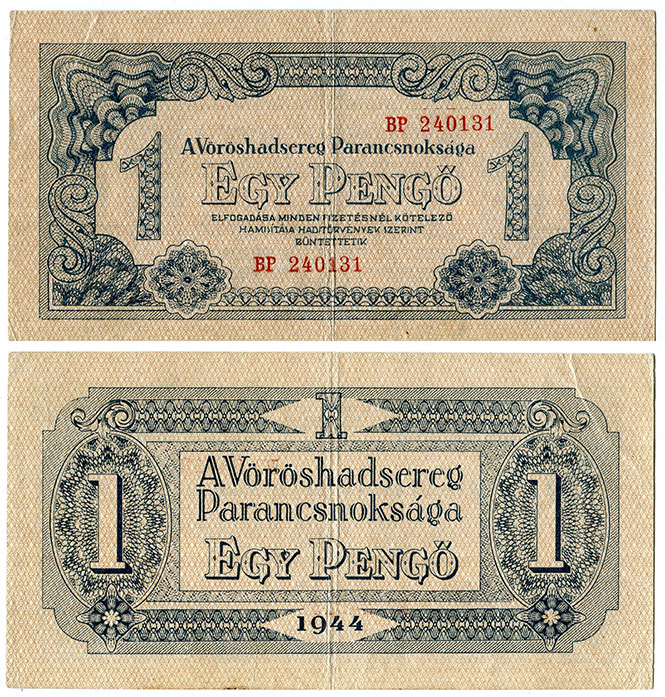 BP 240131
A Vöröshadsereg Parancsnoksága
1 EGY PENGŐ 1
ELFOGADÁSA MINDEN FIZETÉSNÉL KÖTELEZŐ
HAMISÍTÁSA HADITÖRVÉNYEK SZERINT
BÜNTETTETIK
BP 240131
1
A Vöröshadsereg
Parancsnoksága
1 EGY PENGŐ 1
1944